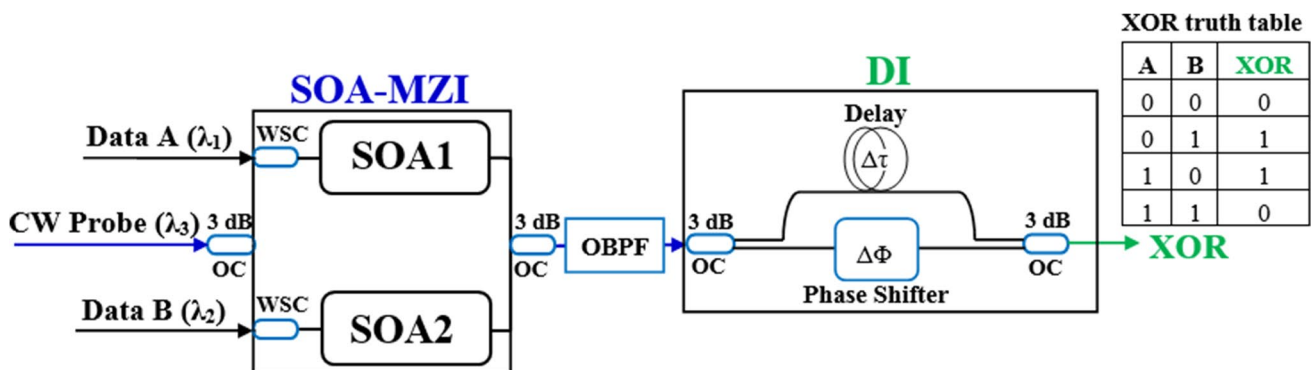 SOA-MZI
Data A (λ₁)
WSC
SOA1
CW Probe (λ₃)
3 dB
OC
3 dB
OC
OBPF
Data B (λ₂)
WSC
SOA2
DI
Delay
Δτ
3 dB
OC
ΔΦ
Phase Shifter
3 dB
OC
XOR
XOR truth table
A B XOR
0 0 0
0 1 1
1 0 1
1 1 0